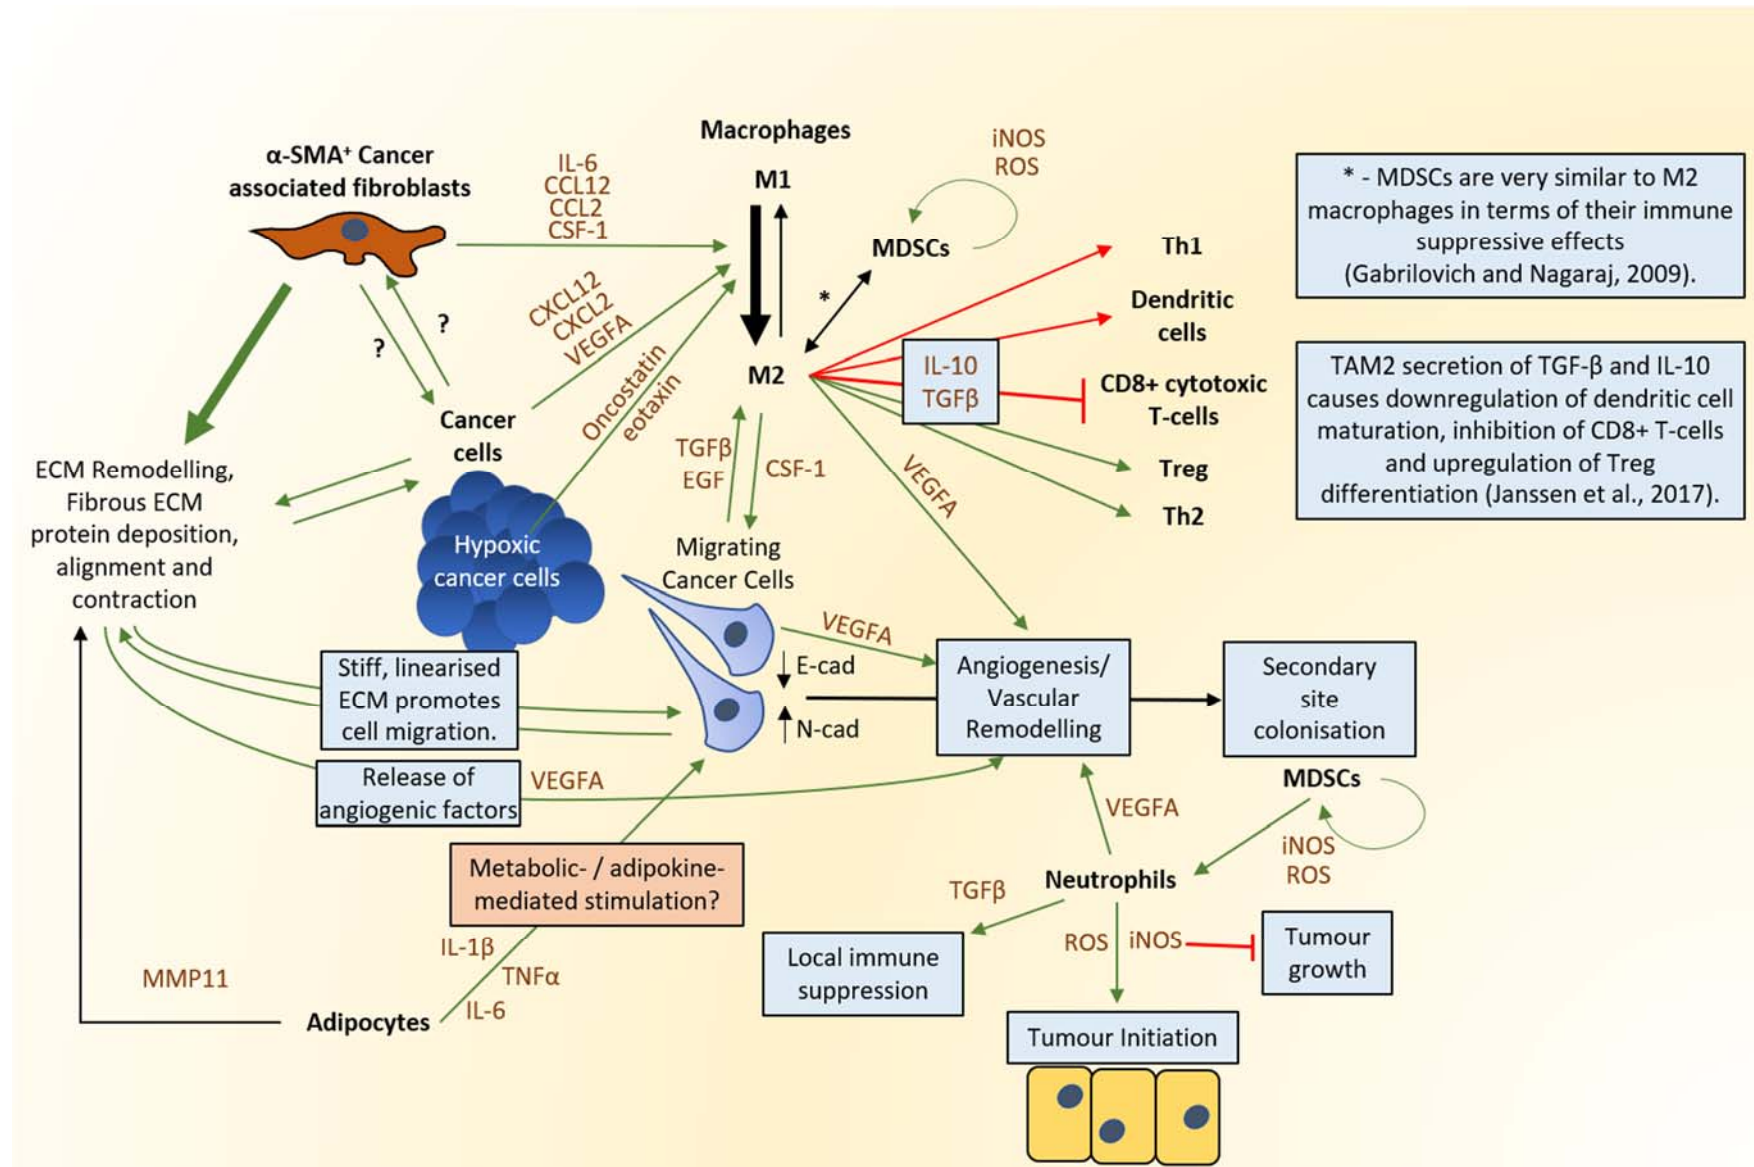 Macrophages
M1
M2
α-SMA⁺ Cancer
associated fibroblasts
IL-6
CCL12
CCL2
CSF-1
iNOS
ROS
MDSCs
*
Th1
Dendritic
cells
IL-10
TGFβ
CD8+ cytotoxic
T-cells
Treg
Th2
* - MDSCs are very similar to M2
macrophages in terms of their immune
suppressive effects
(Gabrilovich and Nagaraj, 2009).
TAM2 secretion of TGF-β and IL-10
causes downregulation of dendritic cell
maturation, inhibition of CD8+ T-cells
and upregulation of Treg
differentiation (Janssen et al., 2017).
?
?
CXCL12
CXCL2
VEGFA
Oncostatin
eotaxin
Cancer
cells
Hypoxic
cancer cells
TGFβ
EGF
CSF-1
VEGFA
ECM Remodelling,
Fibrous ECM
protein deposition,
alignment and
contraction
Migrating
Cancer Cells
VEGFA
E-cad
N-cad
Stiff, linearised
ECM promotes
cell migration.
Release of
angiogenic factors
VEGFA
Angiogenesis/
Vascular
Remodelling
Secondary
site
colonisation
MDSCs
iNOS
ROS
VEGFA
Neutrophils
TGFβ
ROS
iNOS
Local immune
suppression
Tumour
growth
Tumour Initiation
Metabolic- / adipokine-
mediated stimulation?
IL-1β
TNFα
IL-6
MMP11
Adipocytes